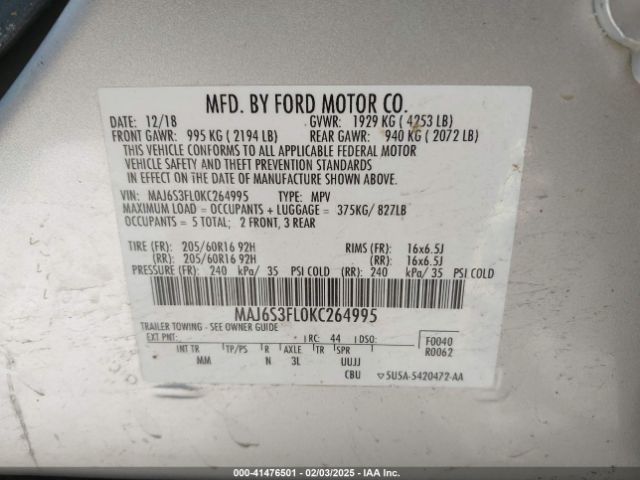 MFD. BY FORD MOTOR CO.
DATE: 12/18 GVWR: 1929 KG ( 4253 LB)
FRONT GAWR: 995 KG ( 2194 LB) REAR GAWR: 940 KG ( 2072 LB)
THIS VEHICLE CONFORMS TO ALL APPLICABLE FEDERAL MOTOR
VEHICLE SAFETY AND THEFT PREVENTION STANDARDS
IN EFFECT ON THE DATE OF MANUFACTURE SHOWN ABOVE.
VIN: MAJ6S3FL0KC264995 TYPE: MPV
MAXIMUM LOAD = OCCUPANTS + LUGGAGE = 375KG/ 827LB
OCCUPANTS = 5 TOTAL; 2 FRONT, 3 REAR
TIRE (FR): 205/60R16 92H RIMS (FR): 16x6.5J
(RR): 205/60R16 92H (RR): 16x6.5J
PRESSURE (FR): 240 kPa/ 35 PSI COLD (RR): 240 kPa/ 35 PSI COLD
MAJ6S3FL0KC264995
TRAILER TOWING - SEE OWNER GUIDE
EXT PNT: RC: 44 DSO: F0040
R0062
INT TR TP/PS R AXLE TR SPR
MM N 3L UUJJ
CBU 5U5A-5420472-AA
000-41476501 - 02/03/2025 - IAA Inc.